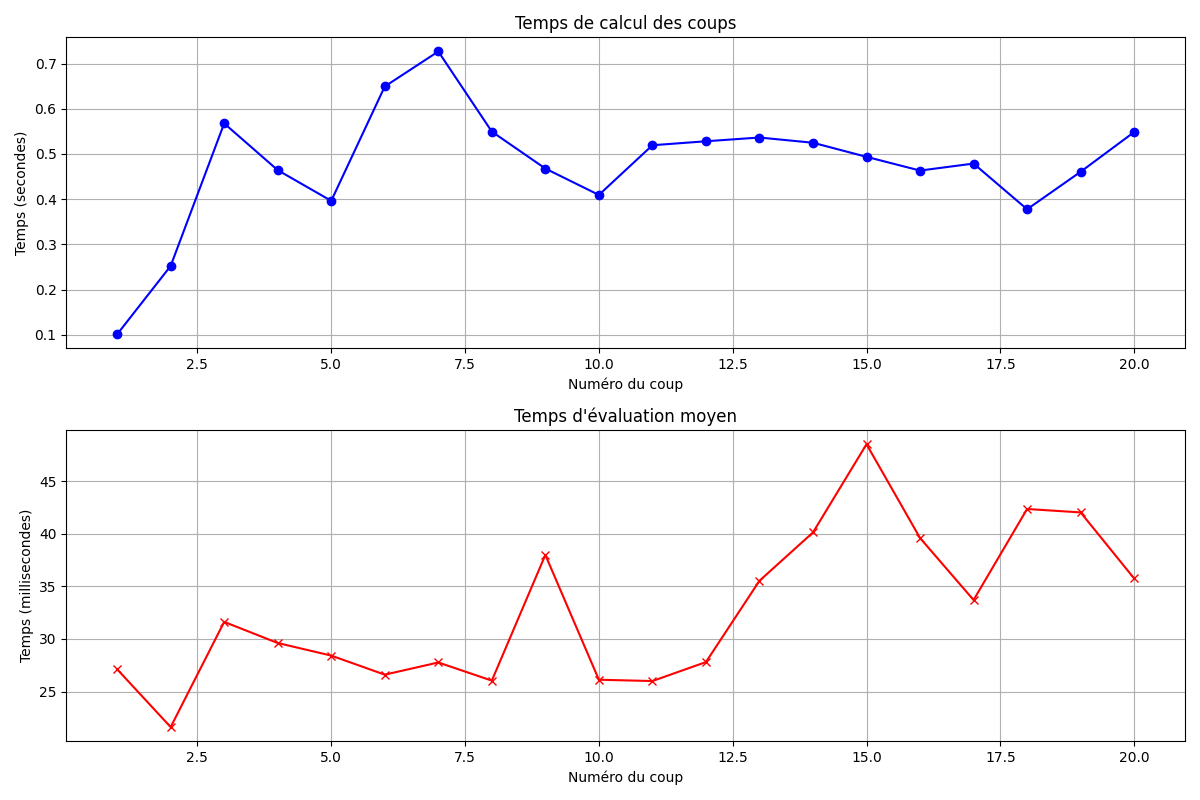 Temps de calcul des coups
0.7
0.6
0.5
0.4
0.3
0.2
0.1
Temps (secondes)
2.5 5.0 7.5 10.0 12.5 15.0 17.5 20.0
Numéro du coup
Temps d'évaluation moyen
45
40
35
30
25
Temps (millisecondes)
2.5 5.0 7.5 10.0 12.5 15.0 17.5 20.0
Numéro du coup